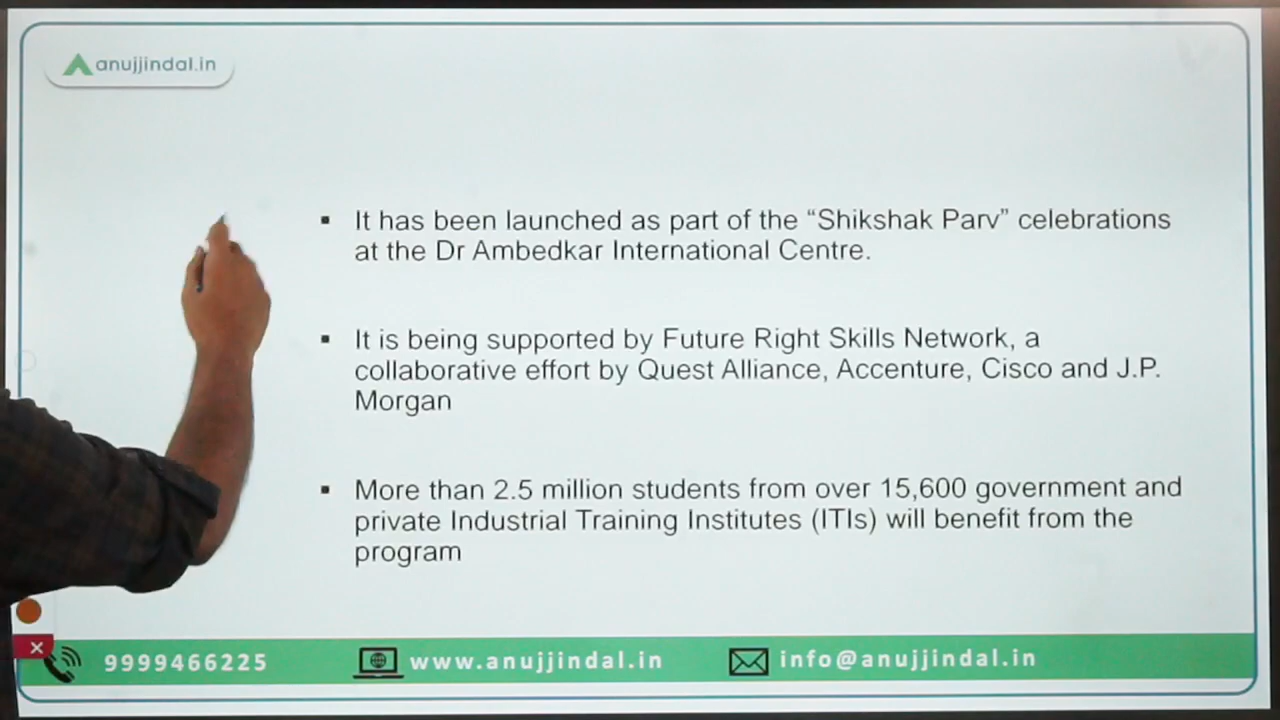 anujjindal.in
▪ It has been launched as part of the “Shikshak Parv” celebrations
at the Dr Ambedkar International Centre.
▪ It is being supported by Future Right Skills Network, a
collaborative effort by Quest Alliance, Accenture, Cisco and J.P.
Morgan
▪ More than 2.5 million students from over 15,600 government and
private Industrial Training Institutes (ITIs) will benefit from the
program
9999466225 www.anujjindal.in info@anujjindal.in